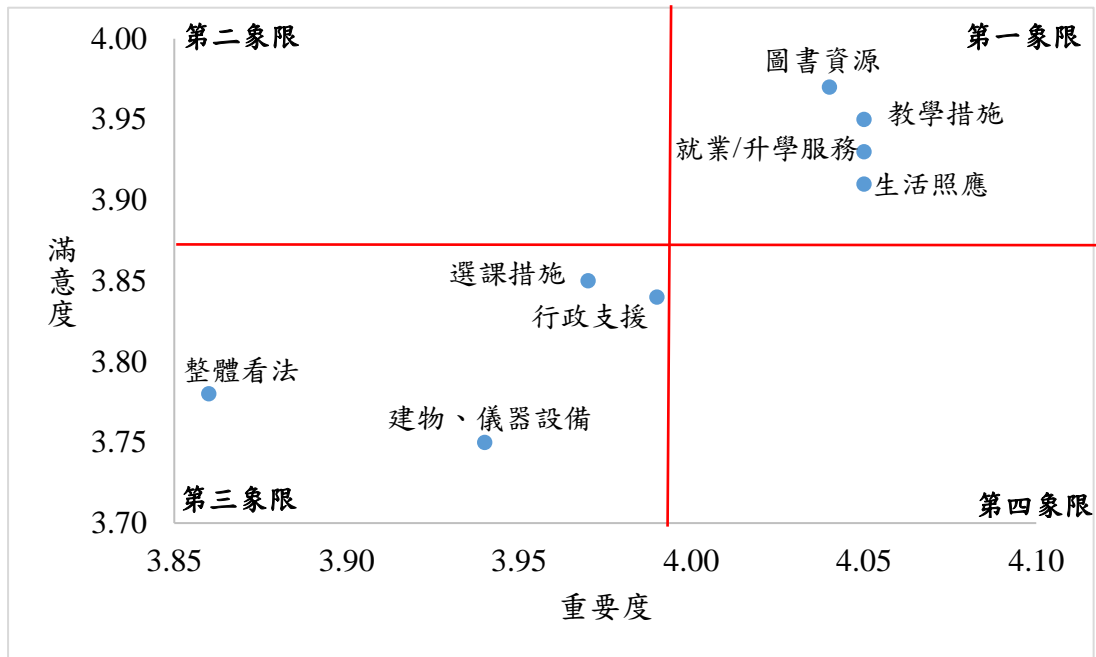 4.00
第二象限
第一象限
圖書資源
3.95
教學措施
就業/升學服務
生活照應
3.90
滿意度
3.85
選課措施
行政支援
3.80
整體看法
建物、儀器設備
3.75
第三象限
第四象限
3.70
3.85 3.90 3.95 4.00 4.05 4.10
重要度